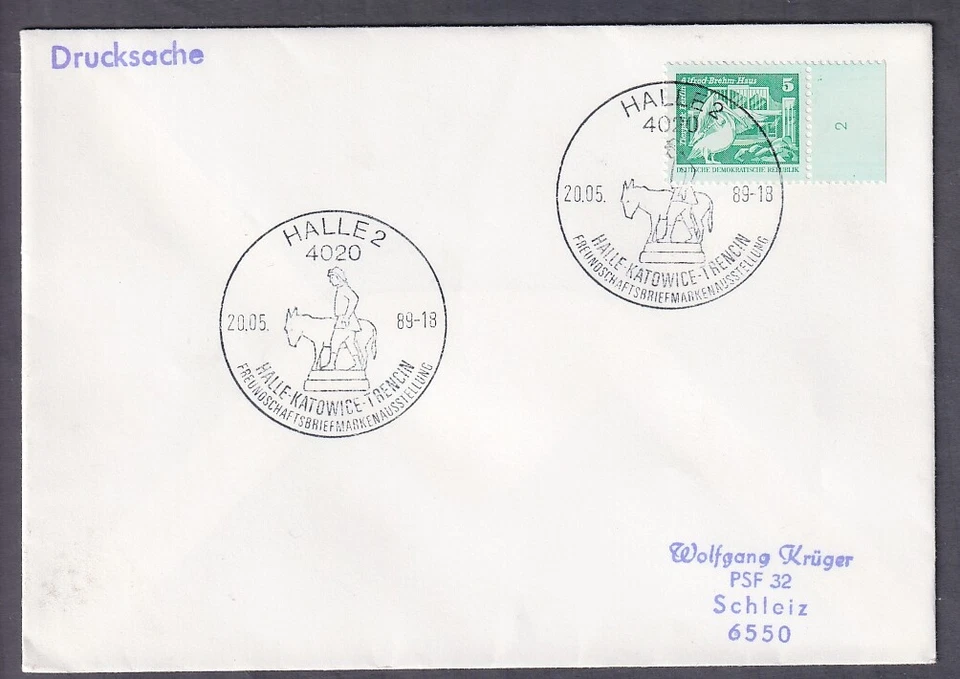 Drucksache
Alfred-Brehm-Haus
5
DEUTSCHE DEMOKRATISCHE REPUBLIK
2
HALLE 2
4020
20.05. 89-18
HALLE-KATOWICE-TRENCIN
FREUNDSCHAFTSBRIEFMARKENAUSSTELLUNG
HALLE 2
4020
20.05. 89-18
HALLE-KATOWICE-TRENCIN
FREUNDSCHAFTSBRIEFMARKENAUSSTELLUNG
Wolfgang Krüger
PSF 32
Schleiz
6550